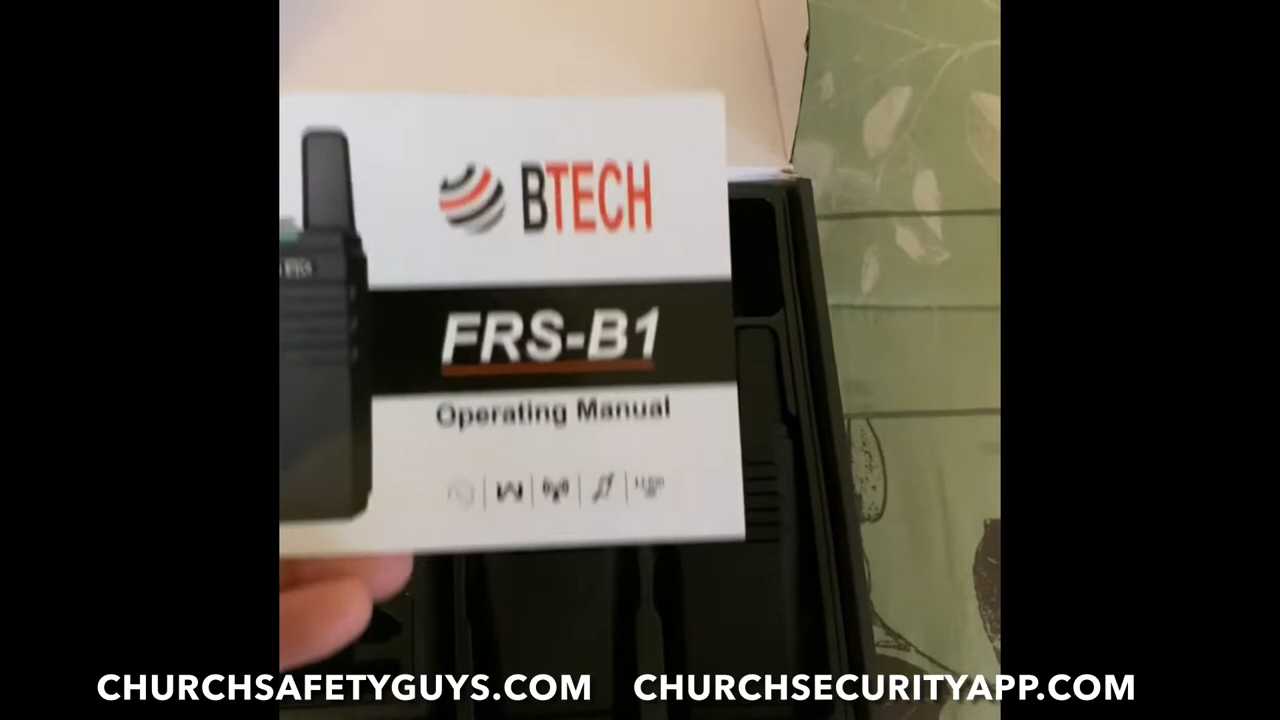 BTECH
FRS-B1
Operating Manual
CHURCHSAFETYGUYS.COM CHURCHSECURITYAPP.COM